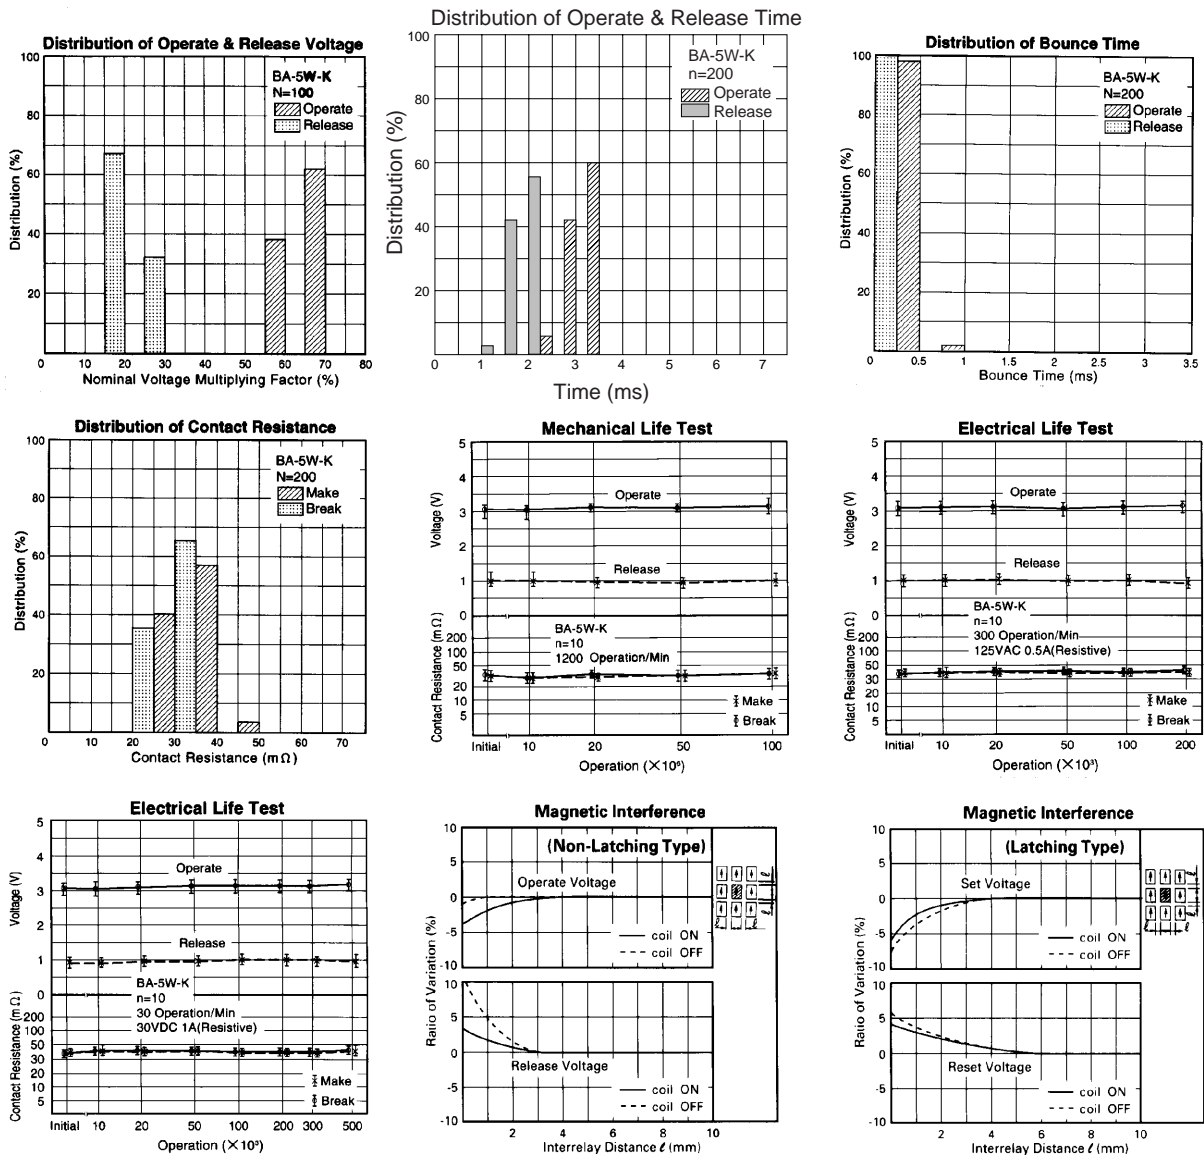 Distribution of Operate & Release Voltage
BA-5W-K
N=100
Operate
Release
Distribution (%)
100
80
60
40
20
0 10 20 30 40 50 60 70 80
Nominal Voltage Multiplying Factor (%)
Distribution of Operate & Release Time
BA-5W-K
n=200
Operate
Release
Distribution (%)
100
80
60
40
20
0 1 2 3 4 5 6 7
Time (ms)
Distribution of Bounce Time
BA-5W-K
N=200
Operate
Release
Distribution (%)
100
80
60
40
20
0 0.5 1 1.5 2 2.5 3 3.5
Bounce Time (ms)
Distribution of Contact Resistance
BA-5W-K
N=200
Make
Break
Distribution (%)
100
80
60
40
20
0 10 20 30 40 50 60 70
Contact Resistance (mΩ)
Mechanical Life Test
Voltage (V)
5
4
3
2
1
0
Operate
Release
BA-5W-K
n=10
1200 Operation/Min
Contact Resistance (mΩ)
200
100
50
20
10
5
Make
Break
Initial 10 20 50 100
Operation (×10⁶)
Electrical Life Test
Voltage (V)
5
4
3
2
1
0
Operate
Release
BA-5W-K
n=10
300 Operation/Min
125VAC 0.5A(Resistive)
Contact Resistance (mΩ)
200
100
50
30
20
10
5
Make
Break
Initial 10 20 50 100 200
Operation (×10³)
Electrical Life Test
Voltage (V)
5
4
3
2
1
0
Operate
Release
BA-5W-K
n=10
30 Operation/Min
30VDC 1A(Resistive)
Contact Resistance (mΩ)
200
100
50
30
20
10
5
Make
Break
Initial 10 20 50 100 200 300 500
Operation (×10³)
Magnetic Interference
(Non-Latching Type)
Operate Voltage
coil ON
coil OFF
Ratio of Variation (%)
10
5
0
-5
-10
10
5
0
-5
-10
Release Voltage
coil ON
coil OFF
ℓ
ℓ
ℓ ℓ
2 4 6 8 10
Interrelay Distance ℓ (mm)
Magnetic Interference
(Latching Type)
Set Voltage
coil ON
coil OFF
Ratio of Variation (%)
10
5
0
-5
-10
10
5
0
-5
-10
Reset Voltage
coil ON
coil OFF
ℓ
ℓ
ℓ ℓ
2 4 6 8 10
Interrelay Distance ℓ (mm)